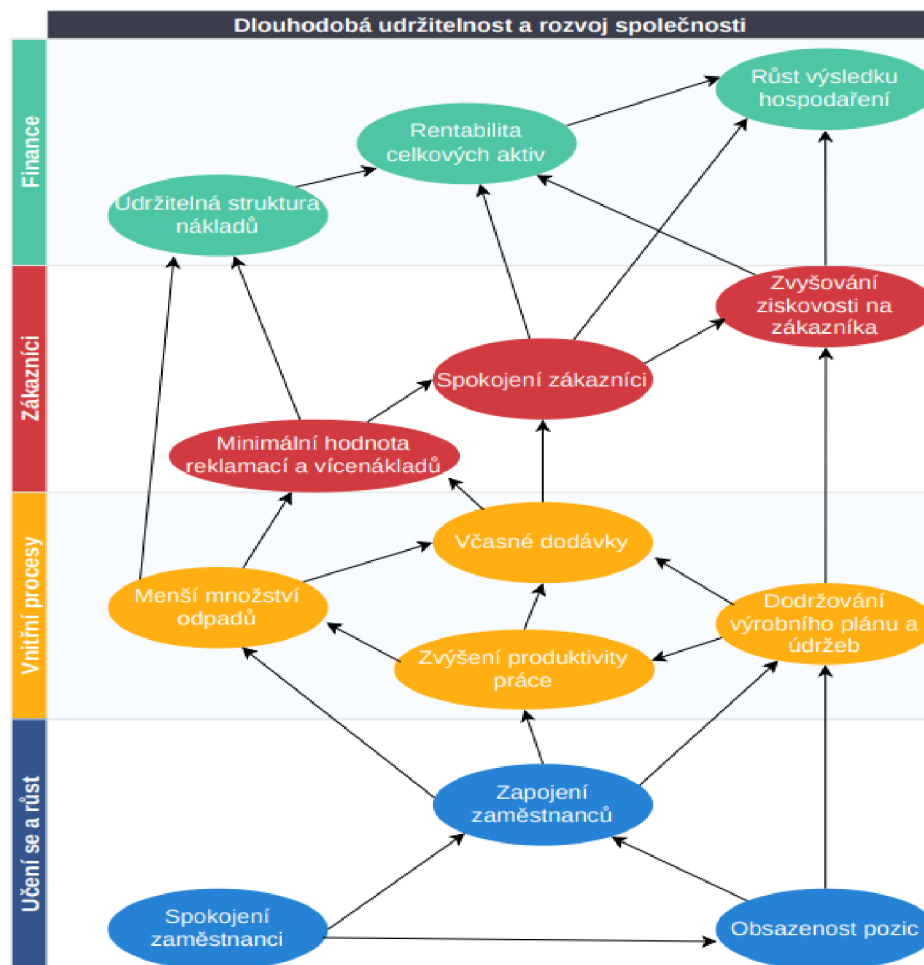 Dlouhodobá udržitelnost a rozvoj společnosti
Finance
Růst výsledku
hospodaření
Rentabilita
celkových aktiv
Udržitelná struktura
nákladů
Zákazníci
Zvyšování
ziskovosti na
zákazníka
Spokojení zákazníci
Minimální hodnota
reklamací a vícenákladů
Vnitřní procesy
Včasné dodávky
Menší množství
odpadů
Dodržování
výrobního plánu a
údržeb
Zvýšení produktivity
práce
Učení se a růst
Zapojení
zaměstnanců
Spokojení
zaměstnanci
Obsazenost pozic